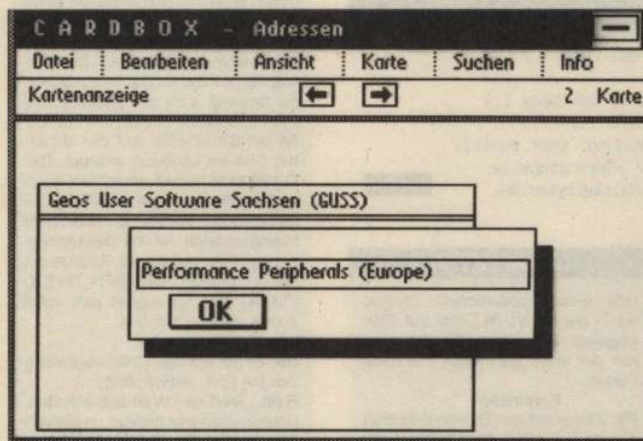 CARDBOX - Adressen
Datei Bearbeiten Ansicht Karte Suchen Info
Kartenanzeige 2 Karte
Geos User Software Sachsen (GUSS)
Performance Peripherals (Europe)
OK